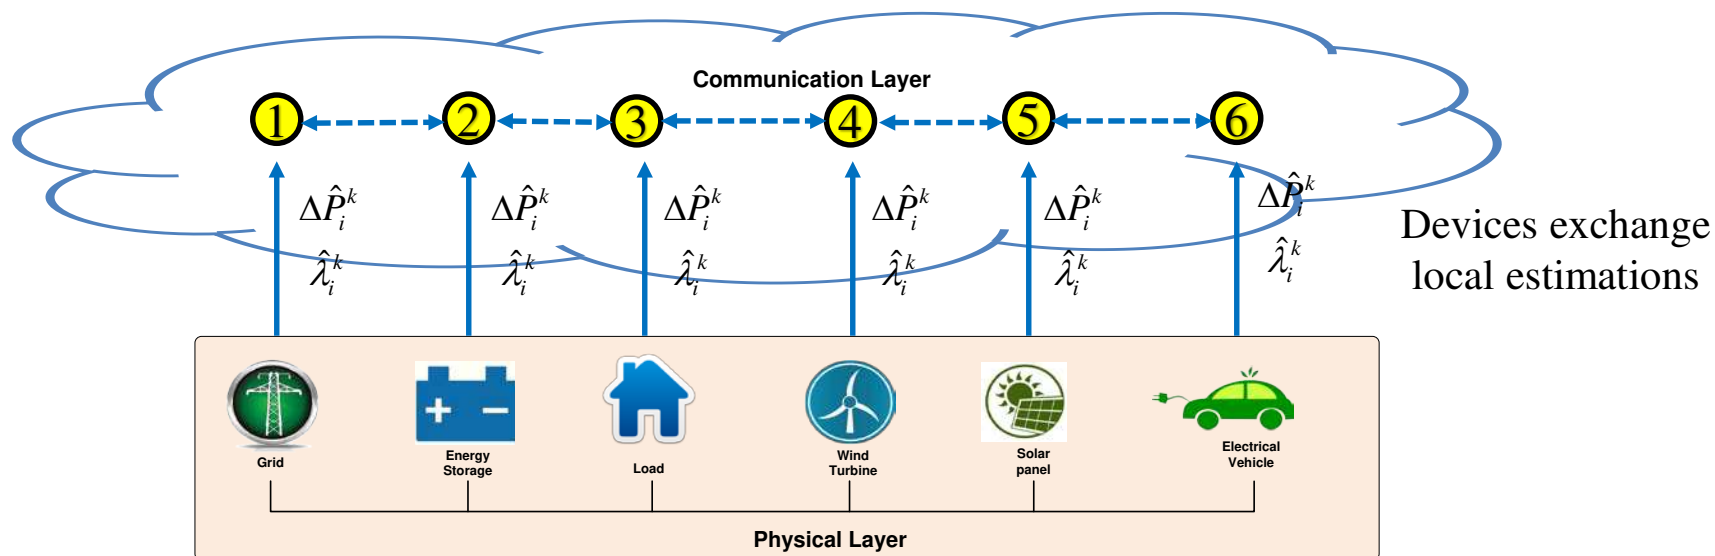 Communication Layer
1 2 3 4 5 6
ΔP̂ᵢᵏ ΔP̂ᵢᵏ ΔP̂ᵢᵏ ΔP̂ᵢᵏ ΔP̂ᵢᵏ ΔP̂ᵢᵏ
λ̂ᵢᵏ λ̂ᵢᵏ λ̂ᵢᵏ λ̂ᵢᵏ λ̂ᵢᵏ λ̂ᵢᵏ
Devices exchange
local estimations
Grid
Energy
Storage
Load
Wind
Turbine
Solar
panel
Electrical
Vehicle
Physical Layer